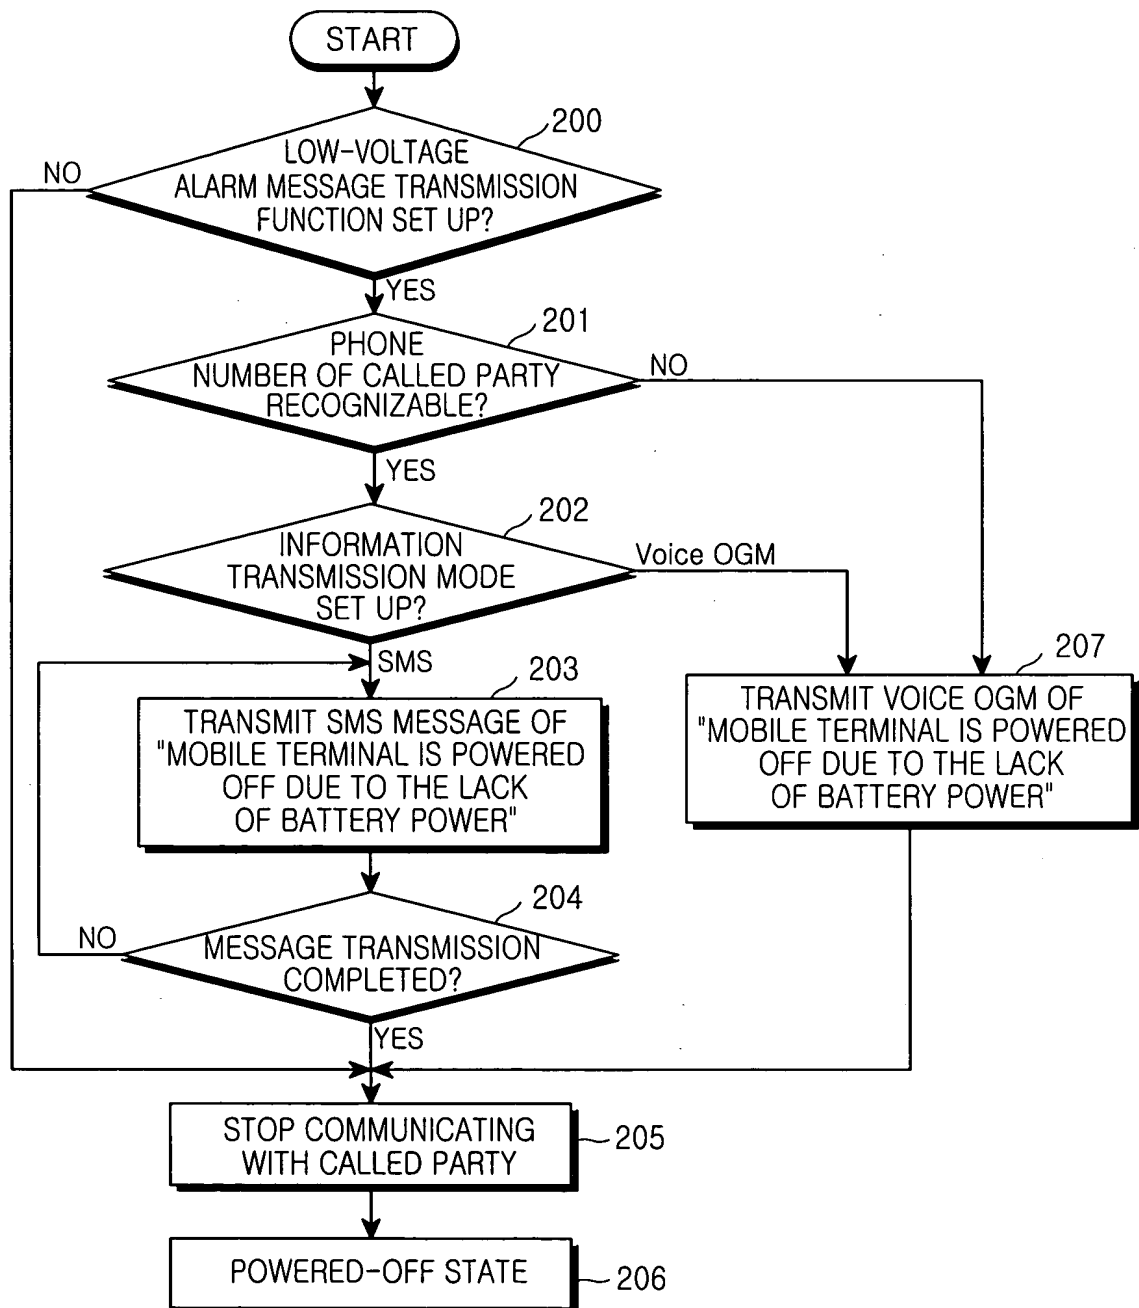 START
200
LOW-VOLTAGE
ALARM MESSAGE TRANSMISSION
FUNCTION SET UP?
NO
YES
201
PHONE
NUMBER OF CALLED PARTY
RECOGNIZABLE?
NO
YES
202
INFORMATION
TRANSMISSION MODE
SET UP?
Voice OGM
SMS
203
TRANSMIT SMS MESSAGE OF
"MOBILE TERMINAL IS POWERED
OFF DUE TO THE LACK
OF BATTERY POWER"
207
TRANSMIT VOICE OGM OF
"MOBILE TERMINAL IS POWERED
OFF DUE TO THE LACK
OF BATTERY POWER"
204
MESSAGE TRANSMISSION
COMPLETED?
NO
YES
STOP COMMUNICATING
WITH CALLED PARTY
205
POWERED-OFF STATE
206